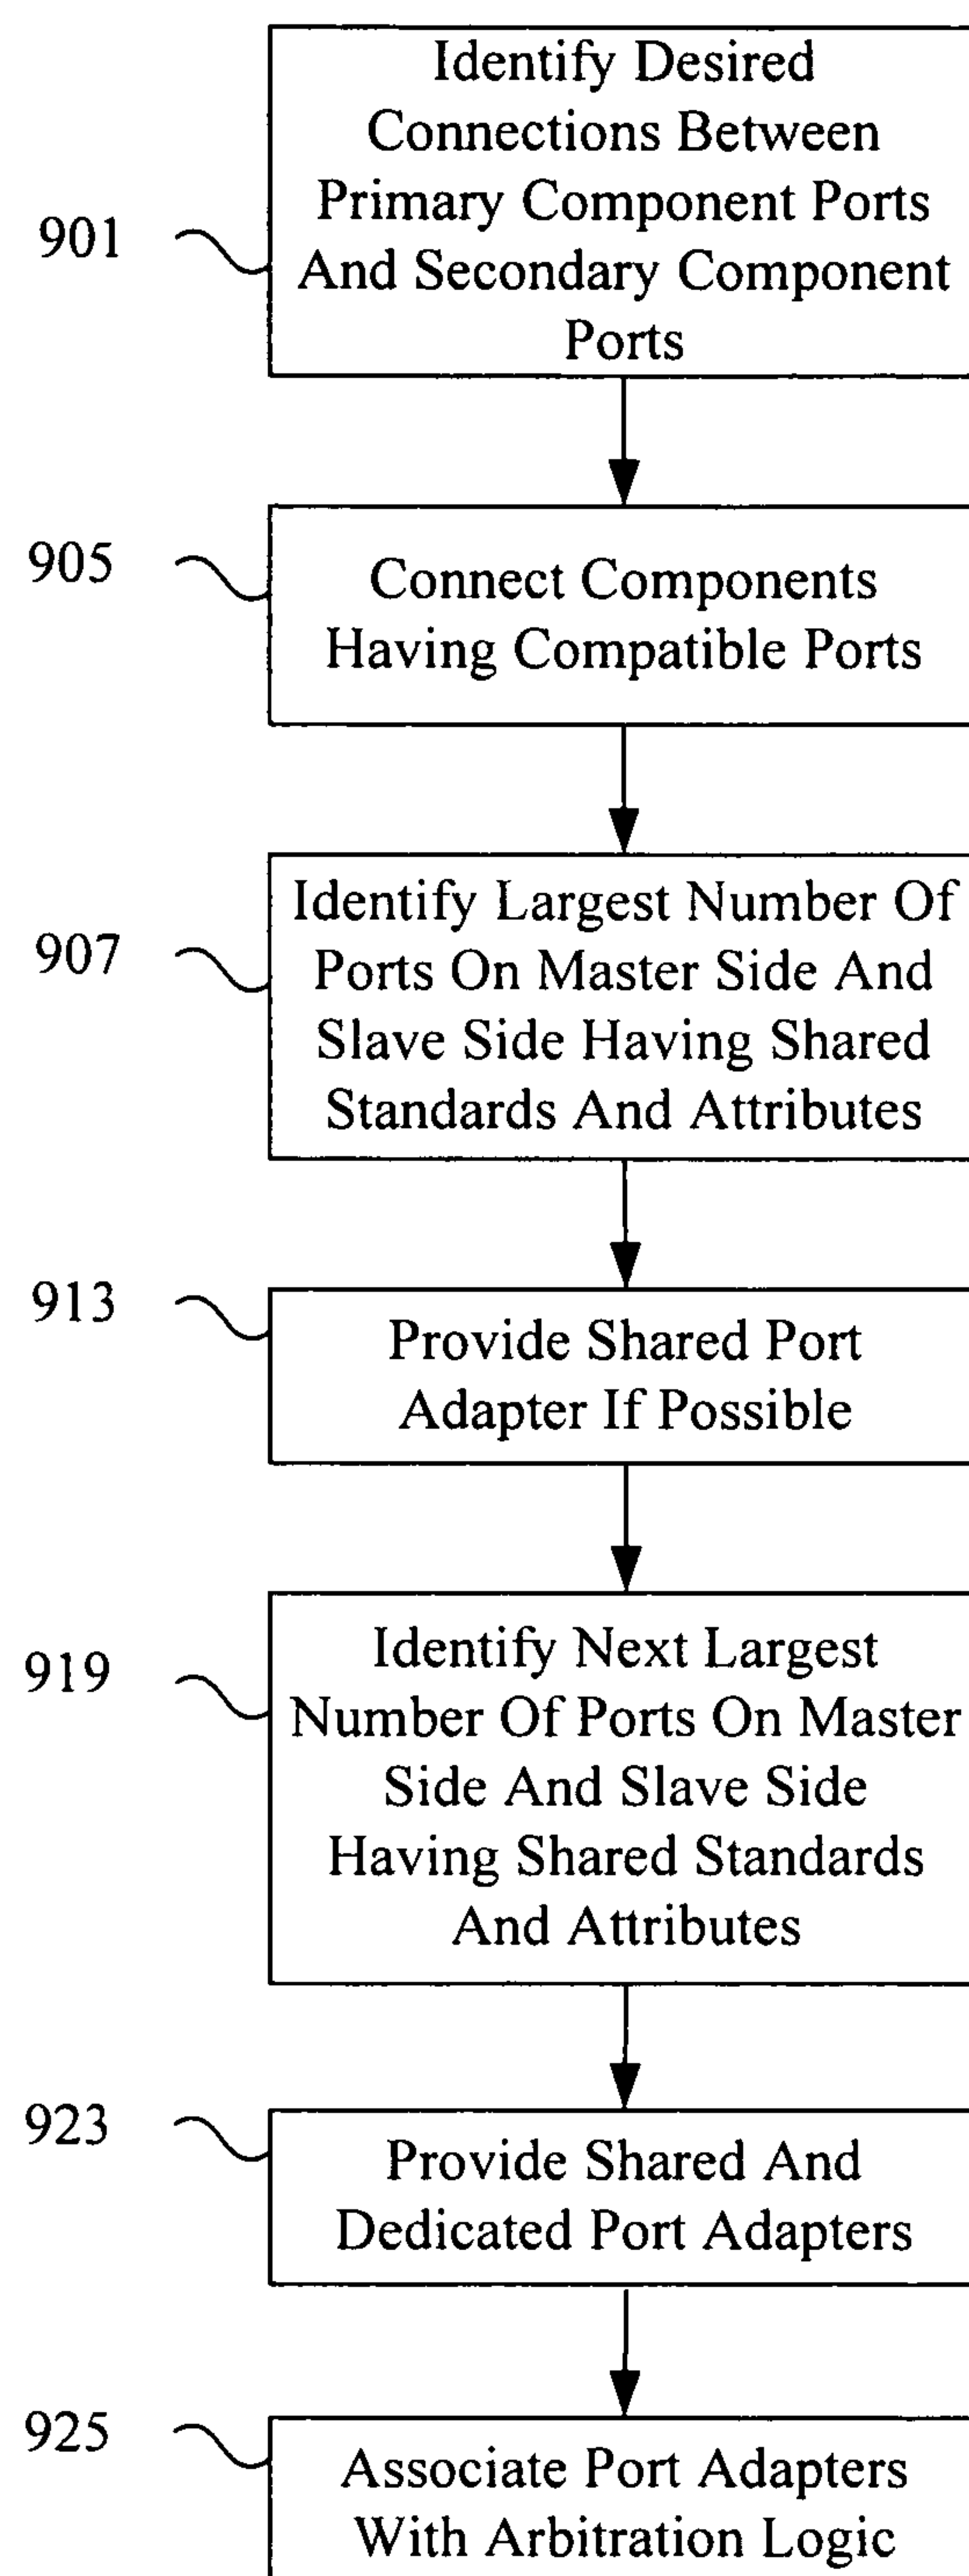 Identify Desired
Connections Between
Primary Component Ports
And Secondary Component
Ports
901
905
Connect Components
Having Compatible Ports
907
Identify Largest Number Of
Ports On Master Side And
Slave Side Having Shared
Standards And Attributes
913
Provide Shared Port
Adapter If Possible
919
Identify Next Largest
Number Of Ports On Master
Side And Slave Side
Having Shared Standards
And Attributes
923
Provide Shared And
Dedicated Port Adapters
925
Associate Port Adapters
With Arbitration Logic